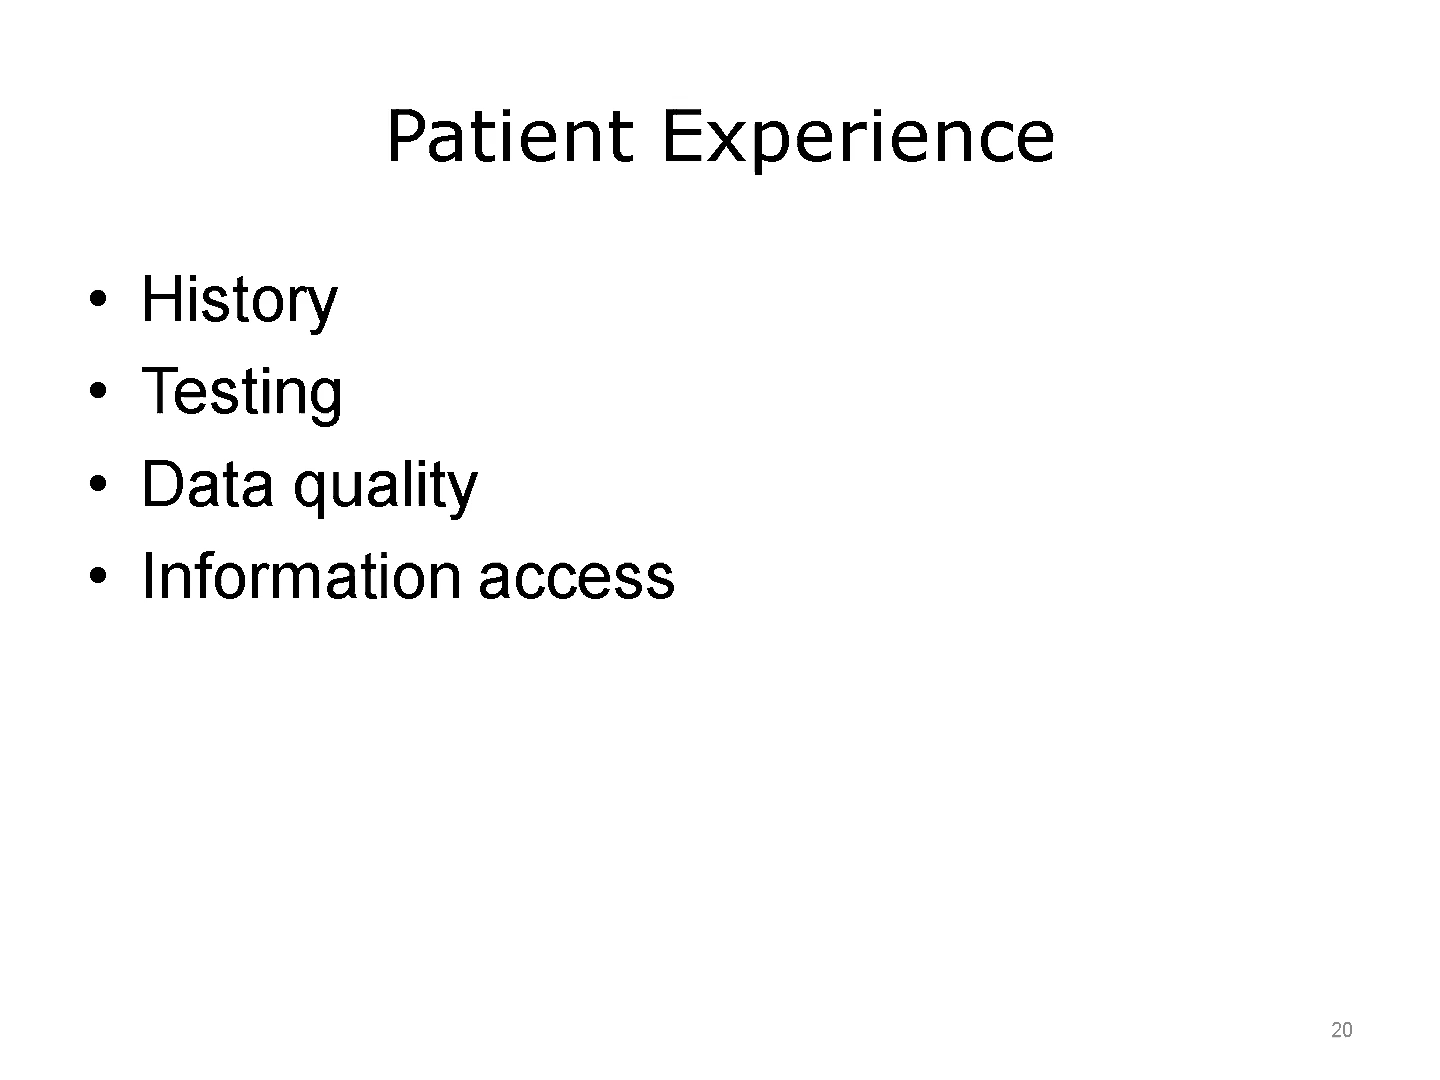 Patient Experience
• History
• Testing
• Data quality
• Information access
20